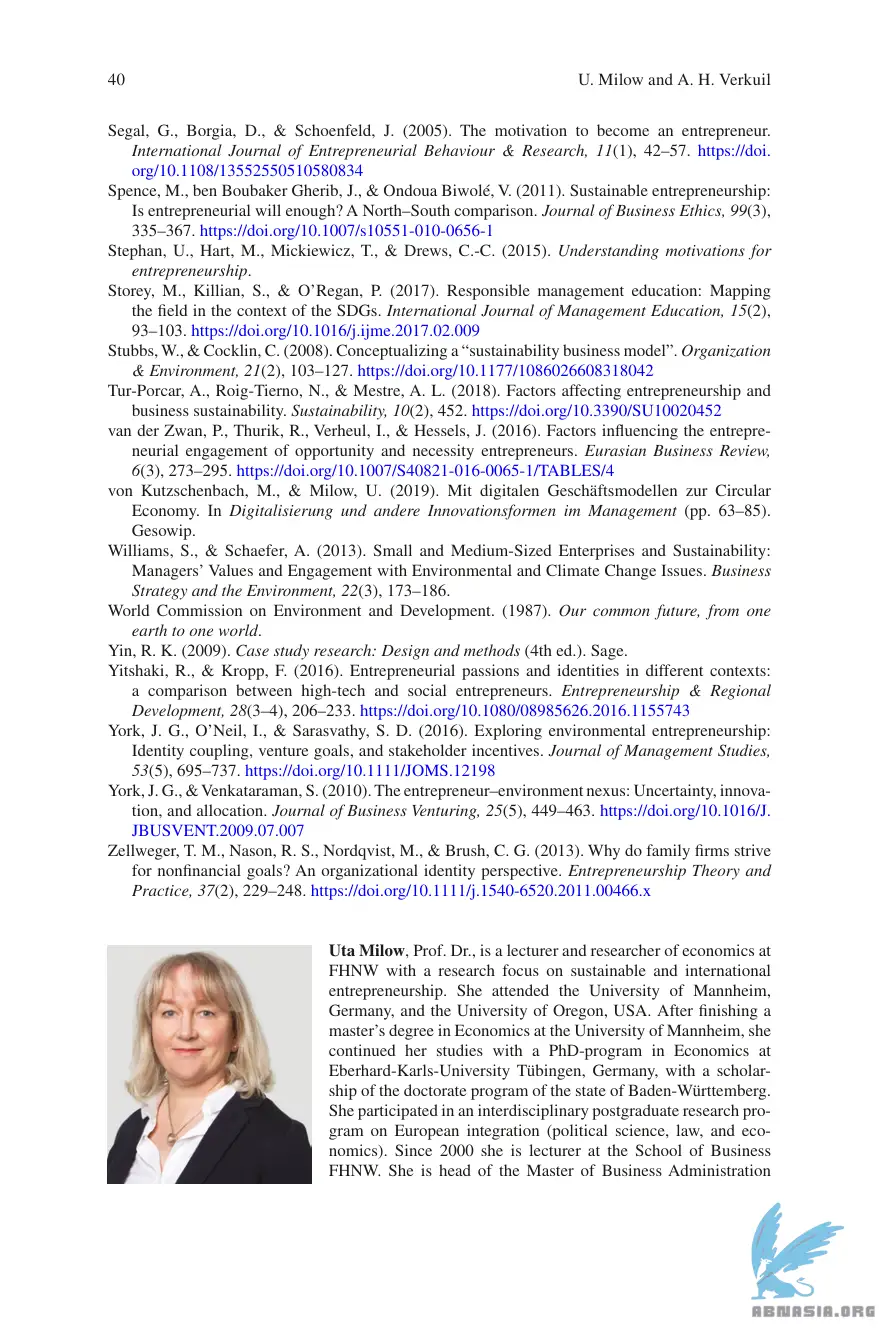 40 U. Milow and A. H. Verkuil
Segal, G., Borgia, D., & Schoenfeld, J. (2005). The motivation to become an entrepreneur.
International Journal of Entrepreneurial Behaviour & Research, 11(1), 42–57. https://doi.
org/10.1108/13552550510580834
Spence, M., ben Boubaker Gherib, J., & Ondoua Biwolé, V. (2011). Sustainable entrepreneurship:
Is entrepreneurial will enough? A North–South comparison. Journal of Business Ethics, 99(3),
335–367. https://doi.org/10.1007/s10551-010-0656-1
Stephan, U., Hart, M., Mickiewicz, T., & Drews, C.-C. (2015). Understanding motivations for
entrepreneurship.
Storey, M., Killian, S., & O’Regan, P. (2017). Responsible management education: Mapping
the field in the context of the SDGs. International Journal of Management Education, 15(2),
93–103. https://doi.org/10.1016/j.ijme.2017.02.009
Stubbs, W., & Cocklin, C. (2008). Conceptualizing a “sustainability business model”. Organization
& Environment, 21(2), 103–127. https://doi.org/10.1177/1086026608318042
Tur-Porcar, A., Roig-Tierno, N., & Mestre, A. L. (2018). Factors affecting entrepreneurship and
business sustainability. Sustainability, 10(2), 452. https://doi.org/10.3390/SU10020452
van der Zwan, P., Thurik, R., Verheul, I., & Hessels, J. (2016). Factors influencing the entrepre-
neurial engagement of opportunity and necessity entrepreneurs. Eurasian Business Review,
6(3), 273–295. https://doi.org/10.1007/S40821-016-0065-1/TABLES/4
von Kutzschenbach, M., & Milow, U. (2019). Mit digitalen Geschäftsmodellen zur Circular
Economy. In Digitalisierung und andere Innovationsformen im Management (pp. 63–85).
Gesowip.
Williams, S., & Schaefer, A. (2013). Small and Medium-Sized Enterprises and Sustainability:
Managers’ Values and Engagement with Environmental and Climate Change Issues. Business
Strategy and the Environment, 22(3), 173–186.
World Commission on Environment and Development. (1987). Our common future, from one
earth to one world.
Yin, R. K. (2009). Case study research: Design and methods (4th ed.). Sage.
Yitshaki, R., & Kropp, F. (2016). Entrepreneurial passions and identities in different contexts:
a comparison between high-tech and social entrepreneurs. Entrepreneurship & Regional
Development, 28(3–4), 206–233. https://doi.org/10.1080/08985626.2016.1155743
York, J. G., O’Neil, I., & Sarasvathy, S. D. (2016). Exploring environmental entrepreneurship:
Identity coupling, venture goals, and stakeholder incentives. Journal of Management Studies,
53(5), 695–737. https://doi.org/10.1111/JOMS.12198
York, J. G., & Venkataraman, S. (2010). The entrepreneur–environment nexus: Uncertainty, innova-
tion, and allocation. Journal of Business Venturing, 25(5), 449–463. https://doi.org/10.1016/J.
JBUSVENT.2009.07.007
Zellweger, T. M., Nason, R. S., Nordqvist, M., & Brush, C. G. (2013). Why do family firms strive
for nonfinancial goals? An organizational identity perspective. Entrepreneurship Theory and
Practice, 37(2), 229–248. https://doi.org/10.1111/j.1540-6520.2011.00466.x
Uta Milow, Prof. Dr., is a lecturer and researcher of economics at
FHNW with a research focus on sustainable and international
entrepreneurship. She attended the University of Mannheim,
Germany, and the University of Oregon, USA. After finishing a
master’s degree in Economics at the University of Mannheim, she
continued her studies with a PhD-program in Economics at
Eberhard-Karls-University Tübingen, Germany, with a scholar-
ship of the doctorate program of the state of Baden-Württemberg.
She participated in an interdisciplinary postgraduate research pro-
gram on European integration (political science, law, and eco-
nomics). Since 2000 she is lecturer at the School of Business
FHNW. She is head of the Master of Business Administration
ABNASIA.ORG